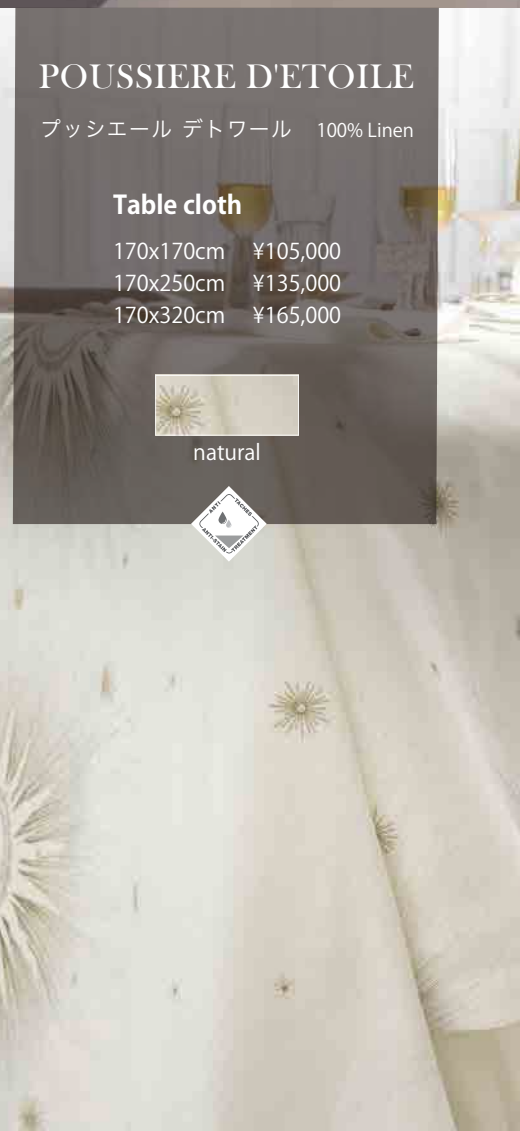 POUSSIERE D'ETOILE
プッシエール デトワール 100% Linen
Table cloth
170x170cm ¥105,000
170x250cm ¥135,000
170x320cm ¥165,000
natural
ANTI-TACHES
ANTI-STAIN TREATMENT